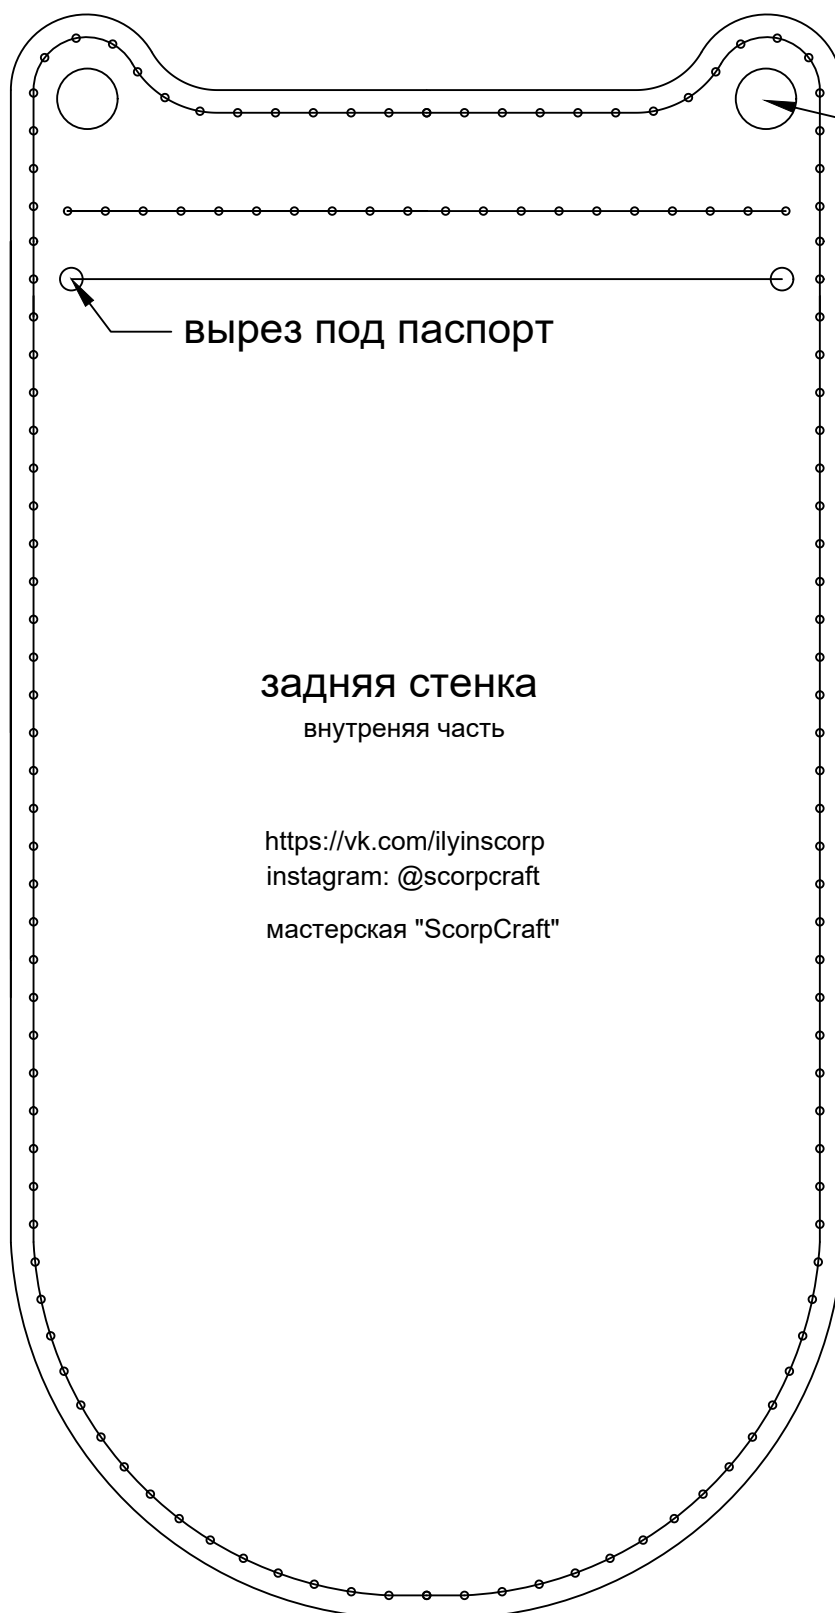 вырез под паспорт
задняя стенка
внутреняя часть
https://vk.com/ilyinscorp
instagram: @scorpcraft
мастерская "ScorpCraft"